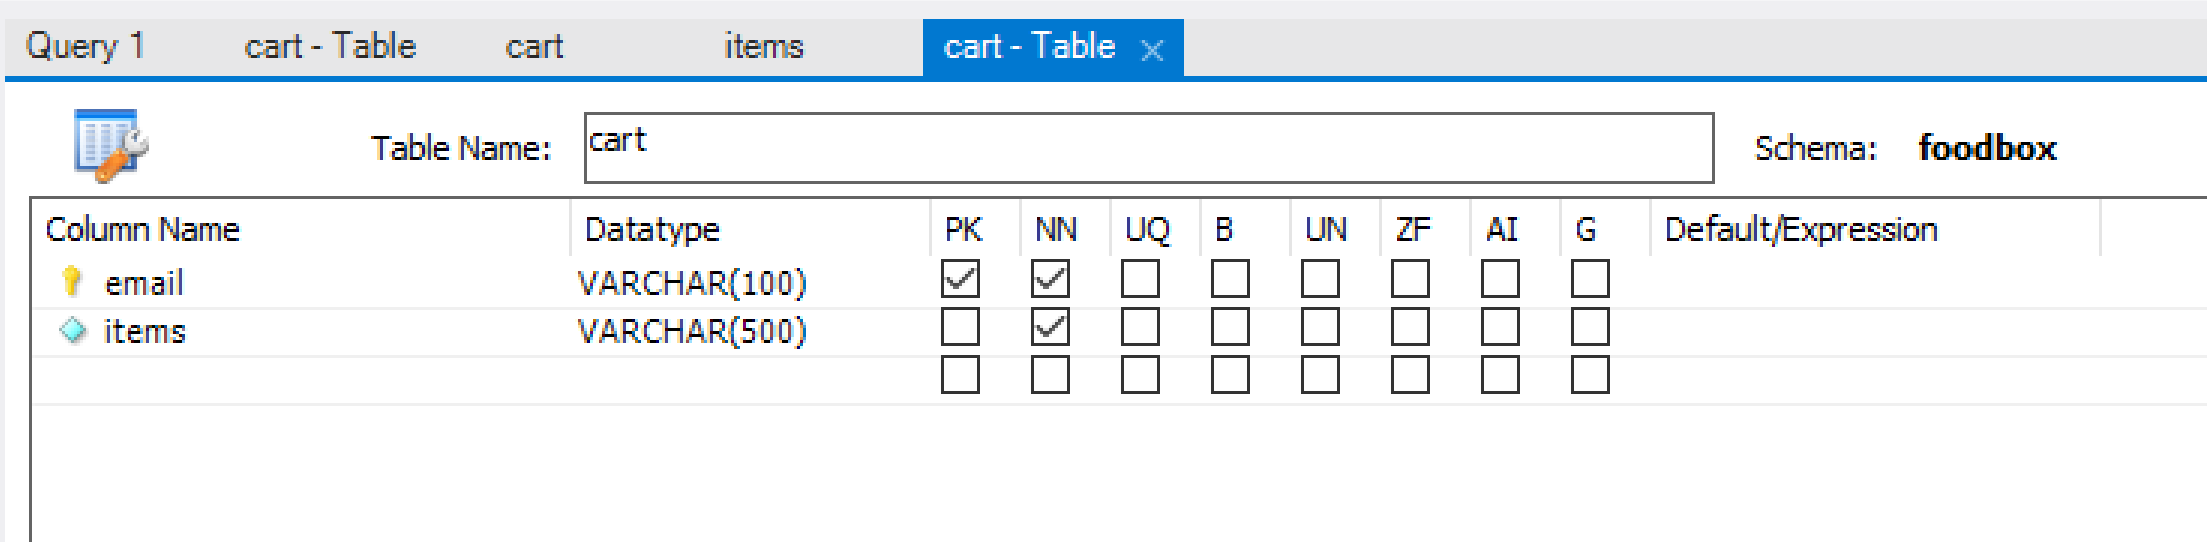 Query 1 cart - Table cart items cart - Table
Table Name: cart Schema: foodbox
Column Name Datatype PK NN UQ B UN ZF AI G Default/Expression
email VARCHAR(100)
items VARCHAR(500)